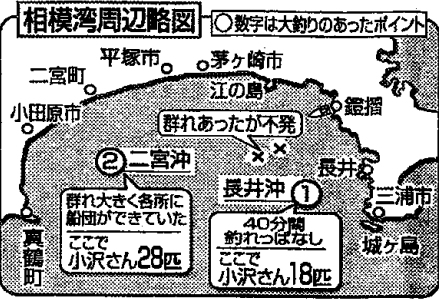 相模湾周辺略図
○数字は大釣りのあったポイント
平塚市
茅ヶ崎市
二宮町
江の島
小田原市
鐙摺
群れあったが不発
②二宮沖
長井
長井沖①
群れ大きく各所に
船団ができていた
ここで
小沢さん28匹
40分間
釣れっぱなし
ここで
小沢さん18匹
三浦市
城ヶ島
真鶴町